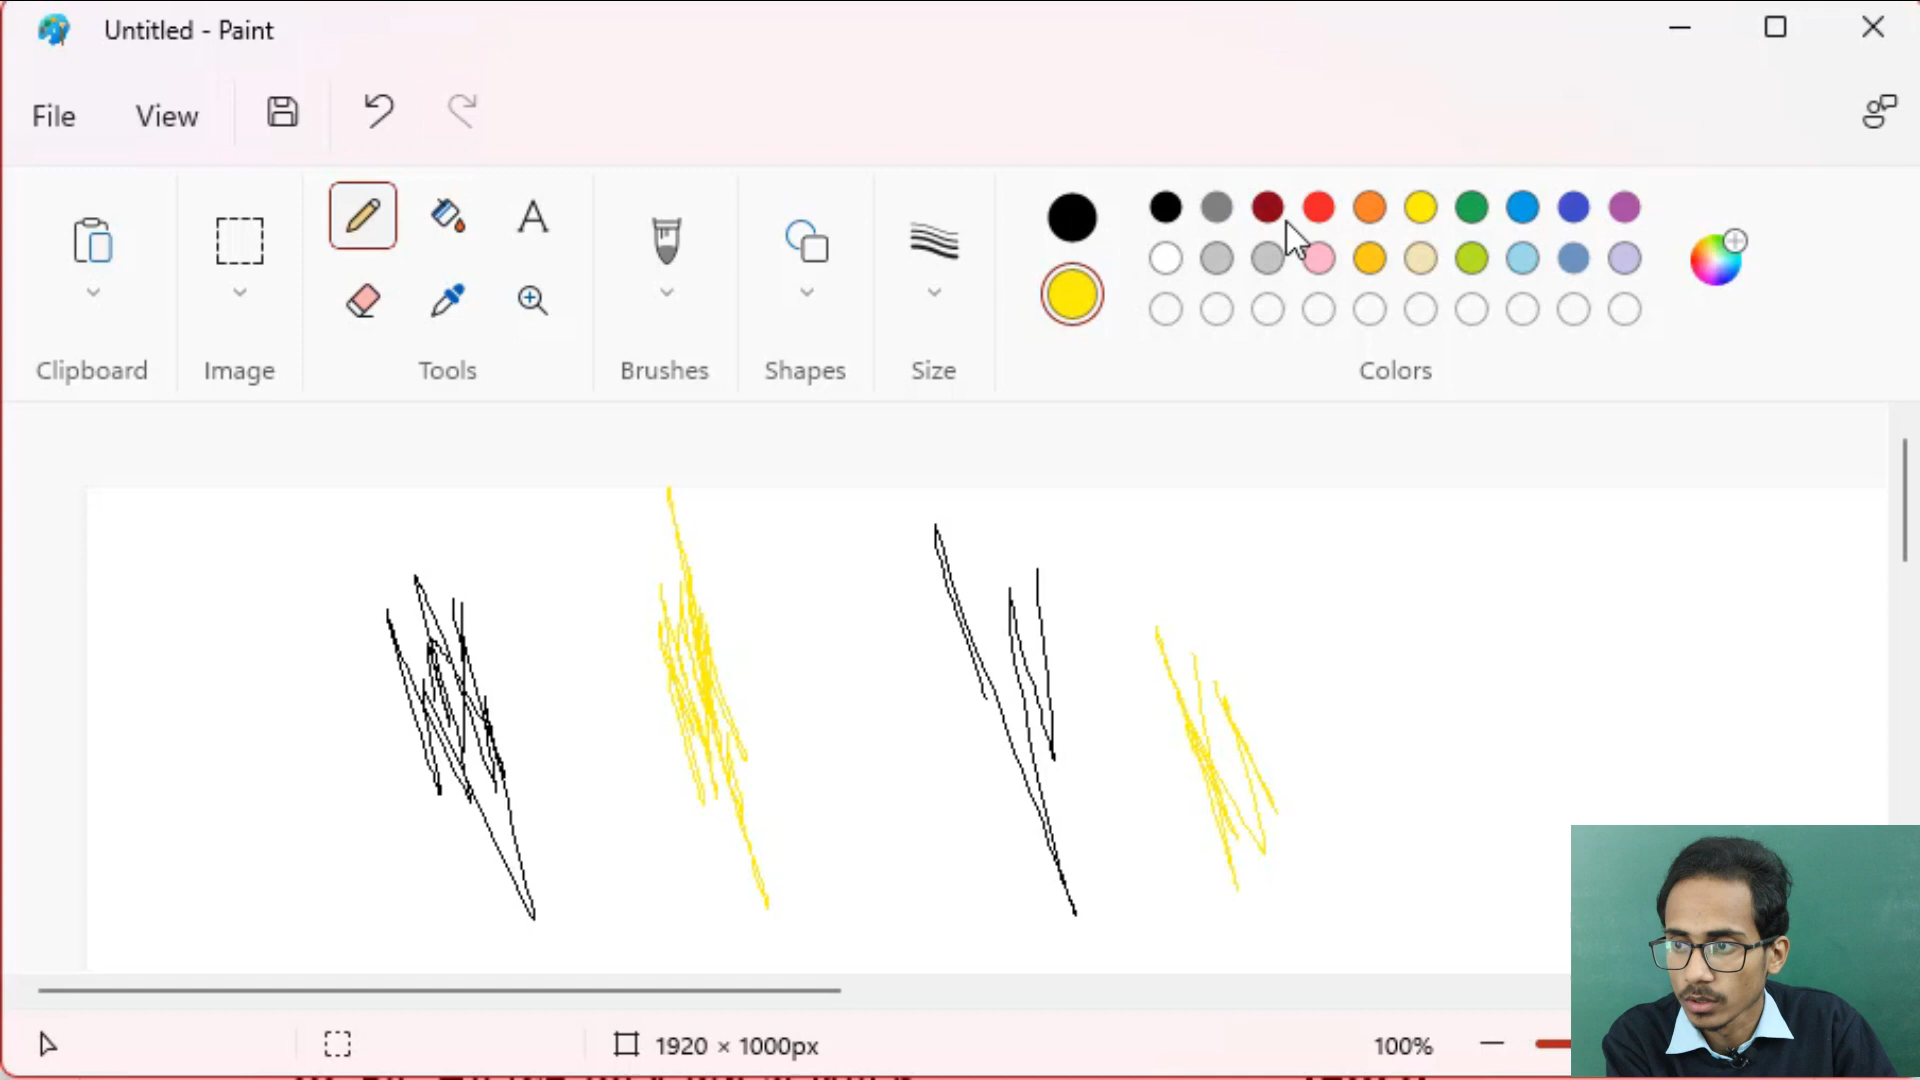 Untitled - Paint
File
View
Clipboard
Image
Tools
Brushes
Shapes
Size
Colors
1920 × 1000px
100%